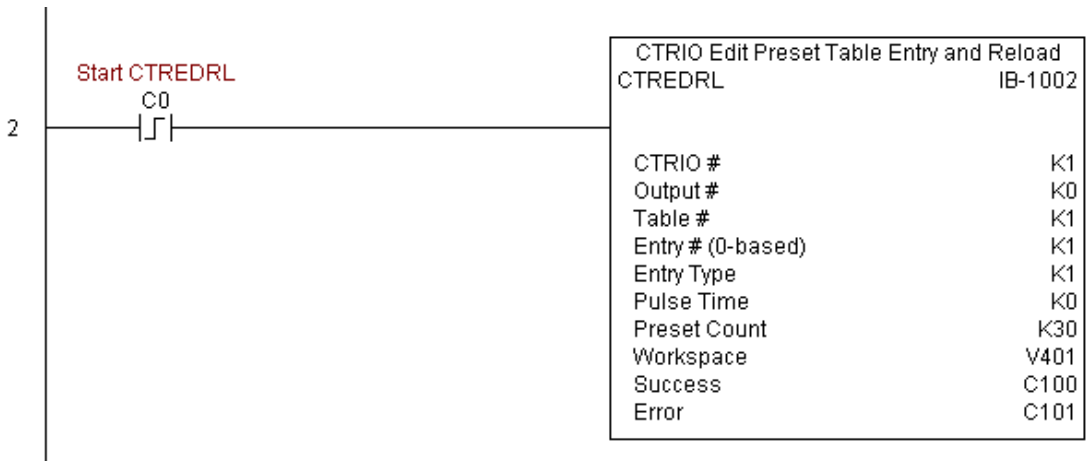 CTRIO Edit Preset Table Entry and Reload
CTREDRL IB-1002
Start CTREDRL
C0
2
CTRIO # K1
Output # K0
Table # K1
Entry # (0-based) K1
Entry Type K1
Pulse Time K0
Preset Count K30
Workspace V401
Success C100
Error C101